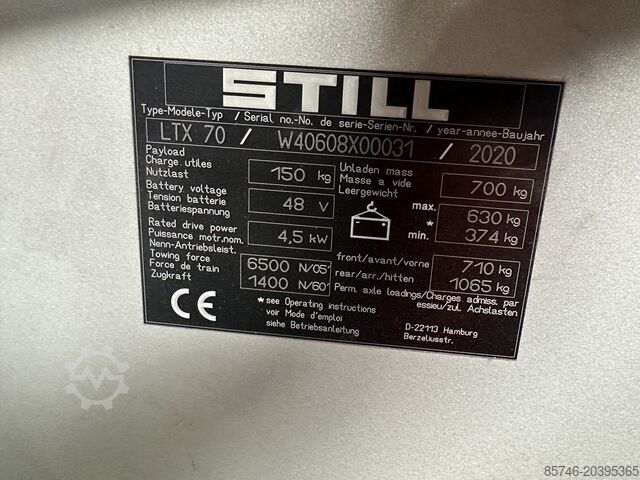 STILL
Type-Modele-Typ / Serial no.-No. de serie-Serien-Nr. / year-annee-Baujahr
LTX 70 / W40608X00031 / 2020
Payload
Charge utiles
Nutzlast
150 kg
Unladen mass
Masse a vide
Leergewicht
700 kg
Battery voltage
Tension batterie
Batteriespannung
48 V
max. 630 kg
*
min. 374 kg
Rated drive power
Puissance motr.nom.
Nenn-Antriebsleist.
4,5 kW
Towing force
Force de train
Zugkraft
6500 N/05'
1400 N/60'
front/avant/vorne 710 kg
rear/arr./hitten 1065 kg
Perm. axle loadings/Charges admiss. par
essieu/zul. Achslasten
CE
* see Operating instructions
voir Mode d'emploi
siehe Betriebsanleitung
D-22113 Hamburg
Berzeliusstr.
85746-20395365